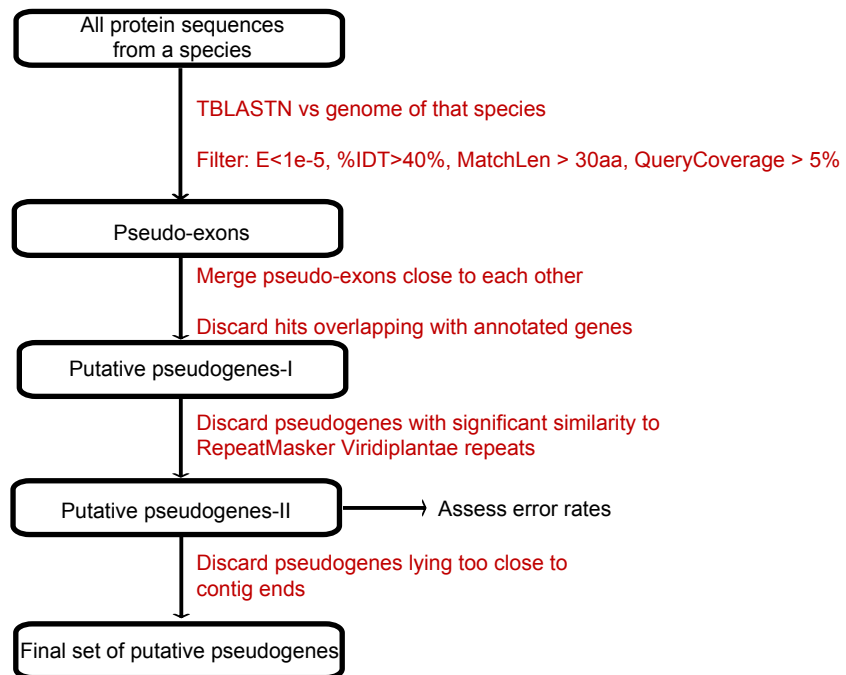 All protein sequences
from a species
TBLASTN vs genome of that species
Filter: E<1e-5, %IDT>40%, MatchLen > 30aa, QueryCoverage > 5%
Pseudo-exons
Merge pseudo-exons close to each other
Discard hits overlapping with annotated genes
Putative pseudogenes-I
Discard pseudogenes with significant similarity to
RepeatMasker Viridiplantae repeats
Putative pseudogenes-II
Assess error rates
Discard pseudogenes lying too close to
contig ends
Final set of putative pseudogenes